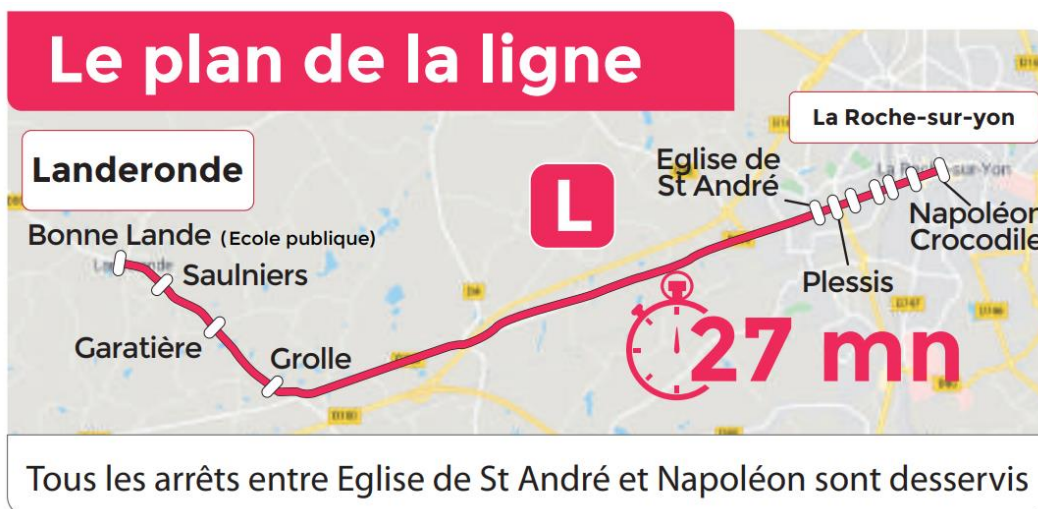 Le plan de la ligne
La Roche-sur-yon
Landeronde
Eglise de
St André
L
Bonne Lande (Ecole publique)
Saulniers
Napoléon
Crocodile
Plessis
Garatière
Grolle
27 mn
D160
Tous les arrêts entre Eglise de St André et Napoléon sont desservis